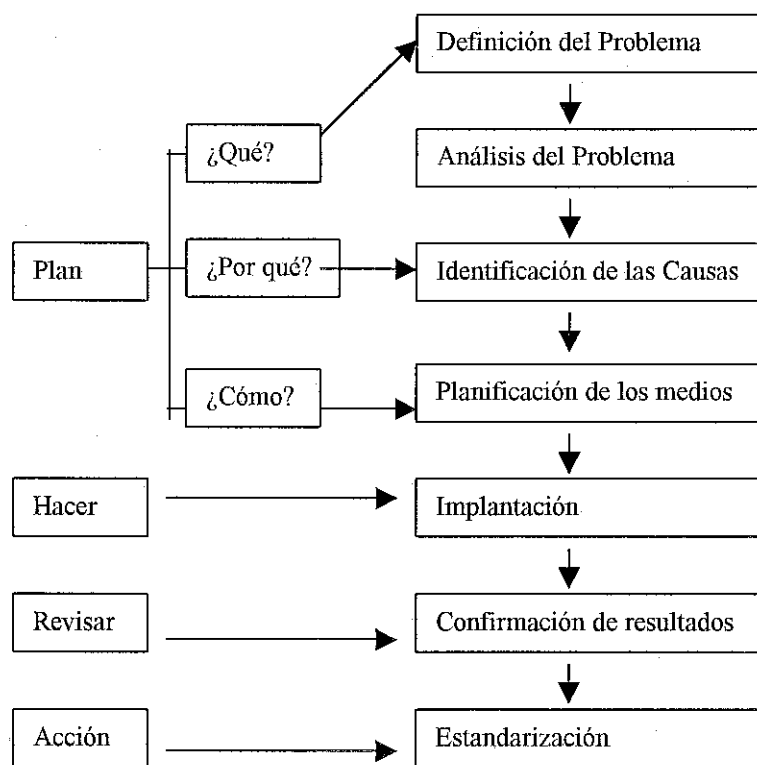 Definición del Problema
¿Qué?
Análisis del Problema
Plan
¿Por qué?
Identificación de las Causas
¿Cómo?
Planificación de los medios
Hacer
Implantación
Revisar
Confirmación de resultados
Acción
Estandarización